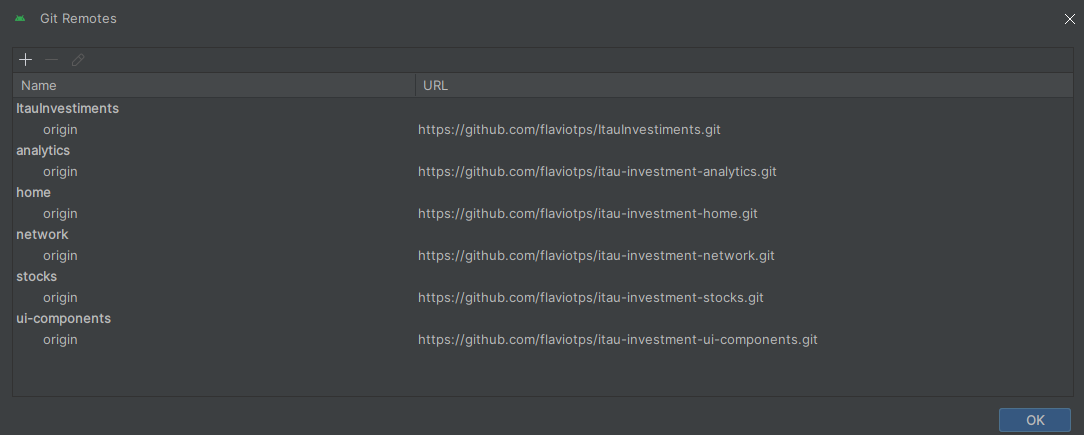 Git Remotes
Name URL
ItauInvestiments
origin https://github.com/flaviotps/ItauInvestiments.git
analytics
origin https://github.com/flaviotps/itau-investment-analytics.git
home
origin https://github.com/flaviotps/itau-investment-home.git
network
origin https://github.com/flaviotps/itau-investment-network.git
stocks
origin https://github.com/flaviotps/itau-investment-stocks.git
ui-components
origin https://github.com/flaviotps/itau-investment-ui-components.git
OK